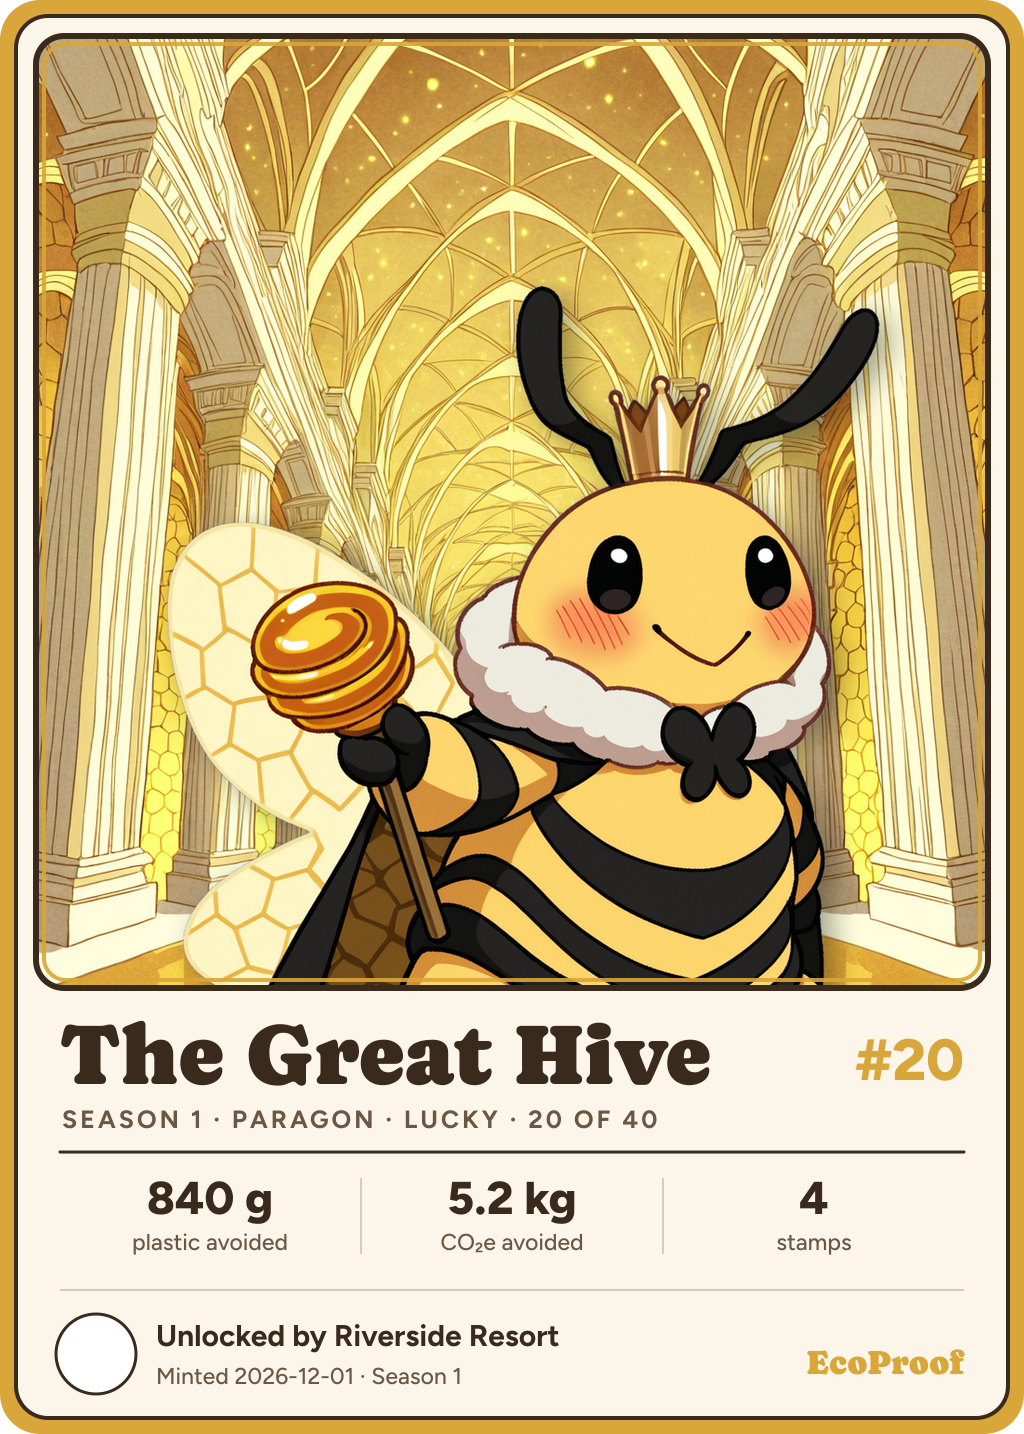 The Great Hive
#20
SEASON 1 · PARAGON · LUCKY · 20 OF 40
840 g
plastic avoided
5.2 kg
CO₂e avoided
4
stamps
Unlocked by Riverside Resort
Minted 2026-12-01 · Season 1
EcoProof